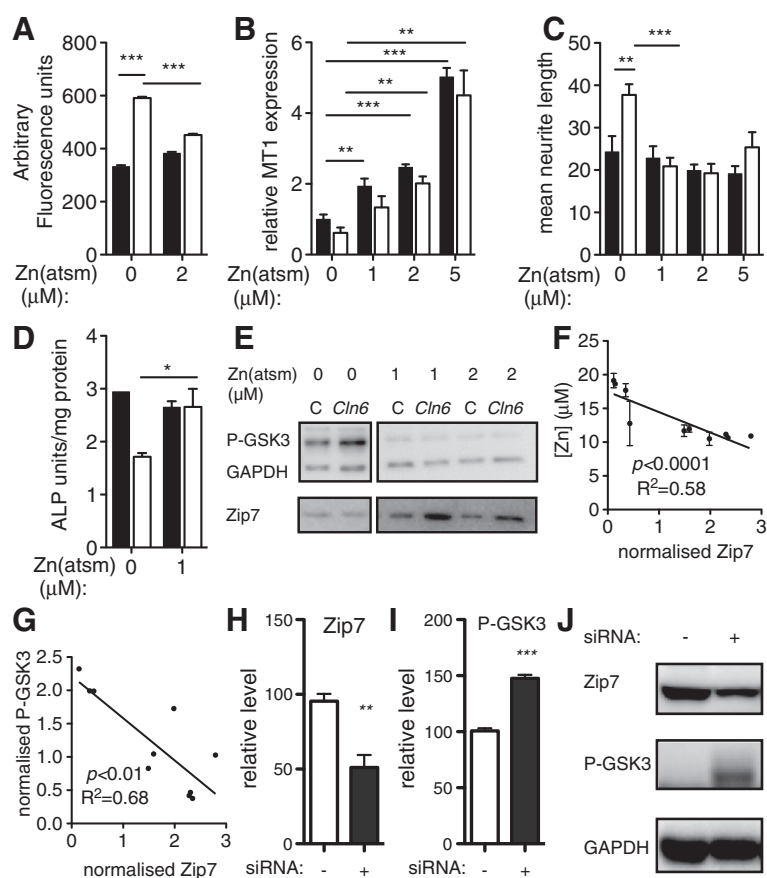 A
Arbitrary
Fluorescence units
800
600
400
200
0
***
***
Zn(atsm)
(μM):
0
2
B
relative MT1 expression
6
4
2
0
**
***
**
***
**
Zn(atsm)
(μM):
0
1
2
5
C
mean neurite length
50
40
30
20
10
0
**
***
Zn(atsm)
(μM):
0
1
2
5
D
ALP units/mg protein
4
3
2
1
0
*
Zn(atsm)
(μM):
0
1
E
Zn(atsm) 0 0 1 1 2 2
(μM)
C Cln6 C Cln6 C Cln6
P-GSK3
GAPDH
Zip7
F
[Zn] (μM)
25
20
15
10
5
0
p<0.0001
R²=0.58
0 1 2 3
normalised Zip7
G
normalised P-GSK3
2.5
2.0
1.5
1.0
0.5
0.0
p<0.01
R²=0.68
0 1 2 3
normalised Zip7
H
Zip7
relative level
150
100
50
0
**
siRNA: - +
I
P-GSK3
relative level
200
150
100
50
0
***
siRNA: - +
J
siRNA: - +
Zip7
P-GSK3
GAPDH